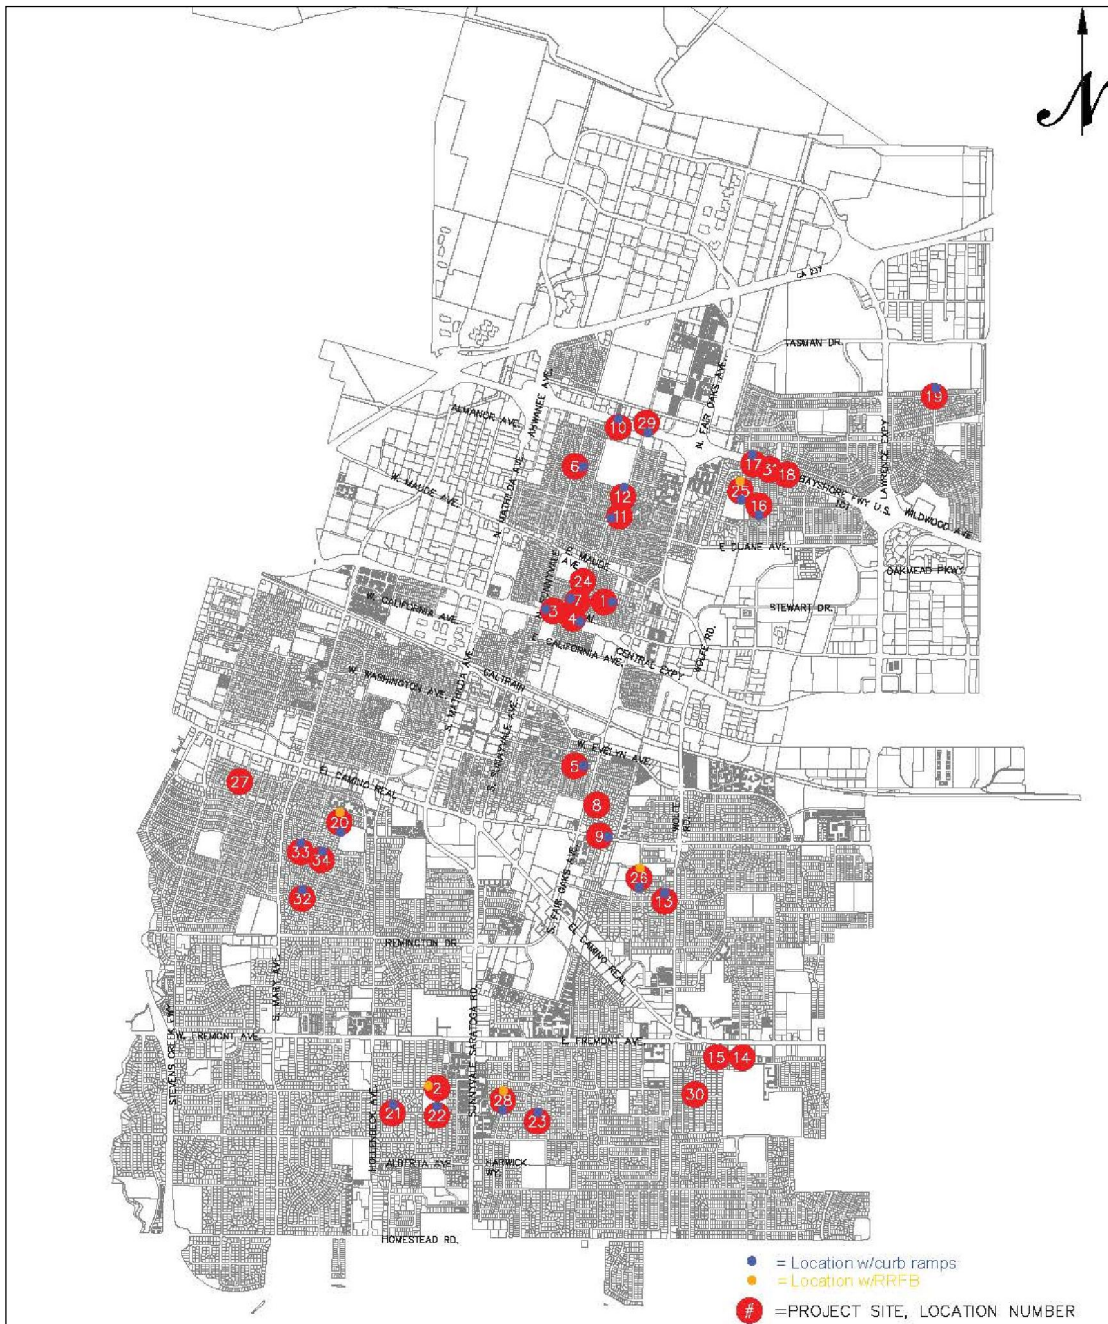 N
CA 237
TASMAN DR.
19
N. FAIR OAKS AVE.
AHWANEE AVE.
ALMANOR AVE.
10
29
LAWRENCE EXPY.
6
17
31
18
BAYSHORE FWY U.S.
101
WILDWOOD AVE
N. MATHILDA AVE.
W. MAUDE AVE.
12
25
16
11
E DUANE AVE.
OAKMEAD PKWY.
E. MAUDE
AVE.
24
7
1
3
4
STEWART DR.
W. CALIFORNIA AVE.
E. CALIFORNIA AVE.
CENTRAL EXPY.
WOLFE RD.
CALTRAIN
W. WASHINGTON AVE.
S. MATHILDA AVE.
S. SUNNYVALE AVE.
W. EVELYN AVE.
5
27
EL CAMINO REAL
8
20
9
WOLFE
RD.
33
34
26
13
32
S. FAIR OAKS AVE.
EL CAMINO REAL
REMINGTON DR.
S. MARY AVE.
STEVENS CREEK FWY.
W. FREMONT AVE.
E. FREMONT AVE.
SUNNYVALE SARATOGA RD.
15
14
2
28
30
21
22
23
HOLLENBECK AVE.
ALBERTA AVE.
HARWICK
WY.
HOMESTEAD RD.
= Location w/curb ramps
= Location w/RRFB
# =PROJECT SITE, LOCATION NUMBER